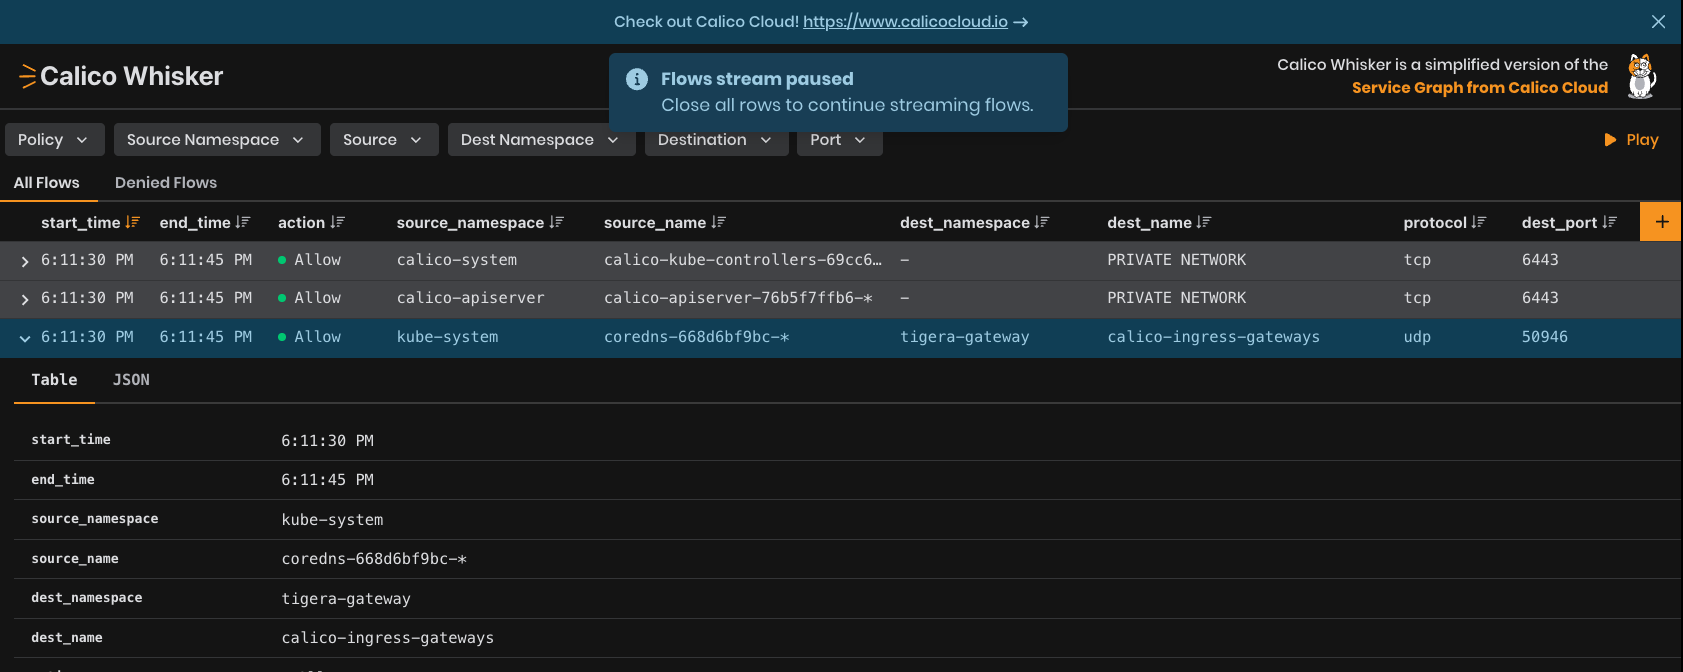 Check out Calico Cloud! https://www.calicocloud.io →
Calico Whisker
Flows stream paused
Close all rows to continue streaming flows.
Calico Whisker is a simplified version of the
Service Graph from Calico Cloud
Policy Source Namespace Source Dest Namespace Destination Port Play
All Flows Denied Flows
start_time end_time action source_namespace source_name dest_namespace dest_name protocol dest_port +
6:11:30 PM 6:11:45 PM Allow calico-system calico-kube-controllers-69cc6… – PRIVATE NETWORK tcp 6443
6:11:30 PM 6:11:45 PM Allow calico-apiserver calico-apiserver-76b5f7ffb6-* – PRIVATE NETWORK tcp 6443
6:11:30 PM 6:11:45 PM Allow kube-system coredns-668d6bf9bc-* tigera-gateway calico-ingress-gateways udp 50946
Table JSON
start_time 6:11:30 PM
end_time 6:11:45 PM
source_namespace kube-system
source_name coredns-668d6bf9bc-*
dest_namespace tigera-gateway
dest_name calico-ingress-gateways